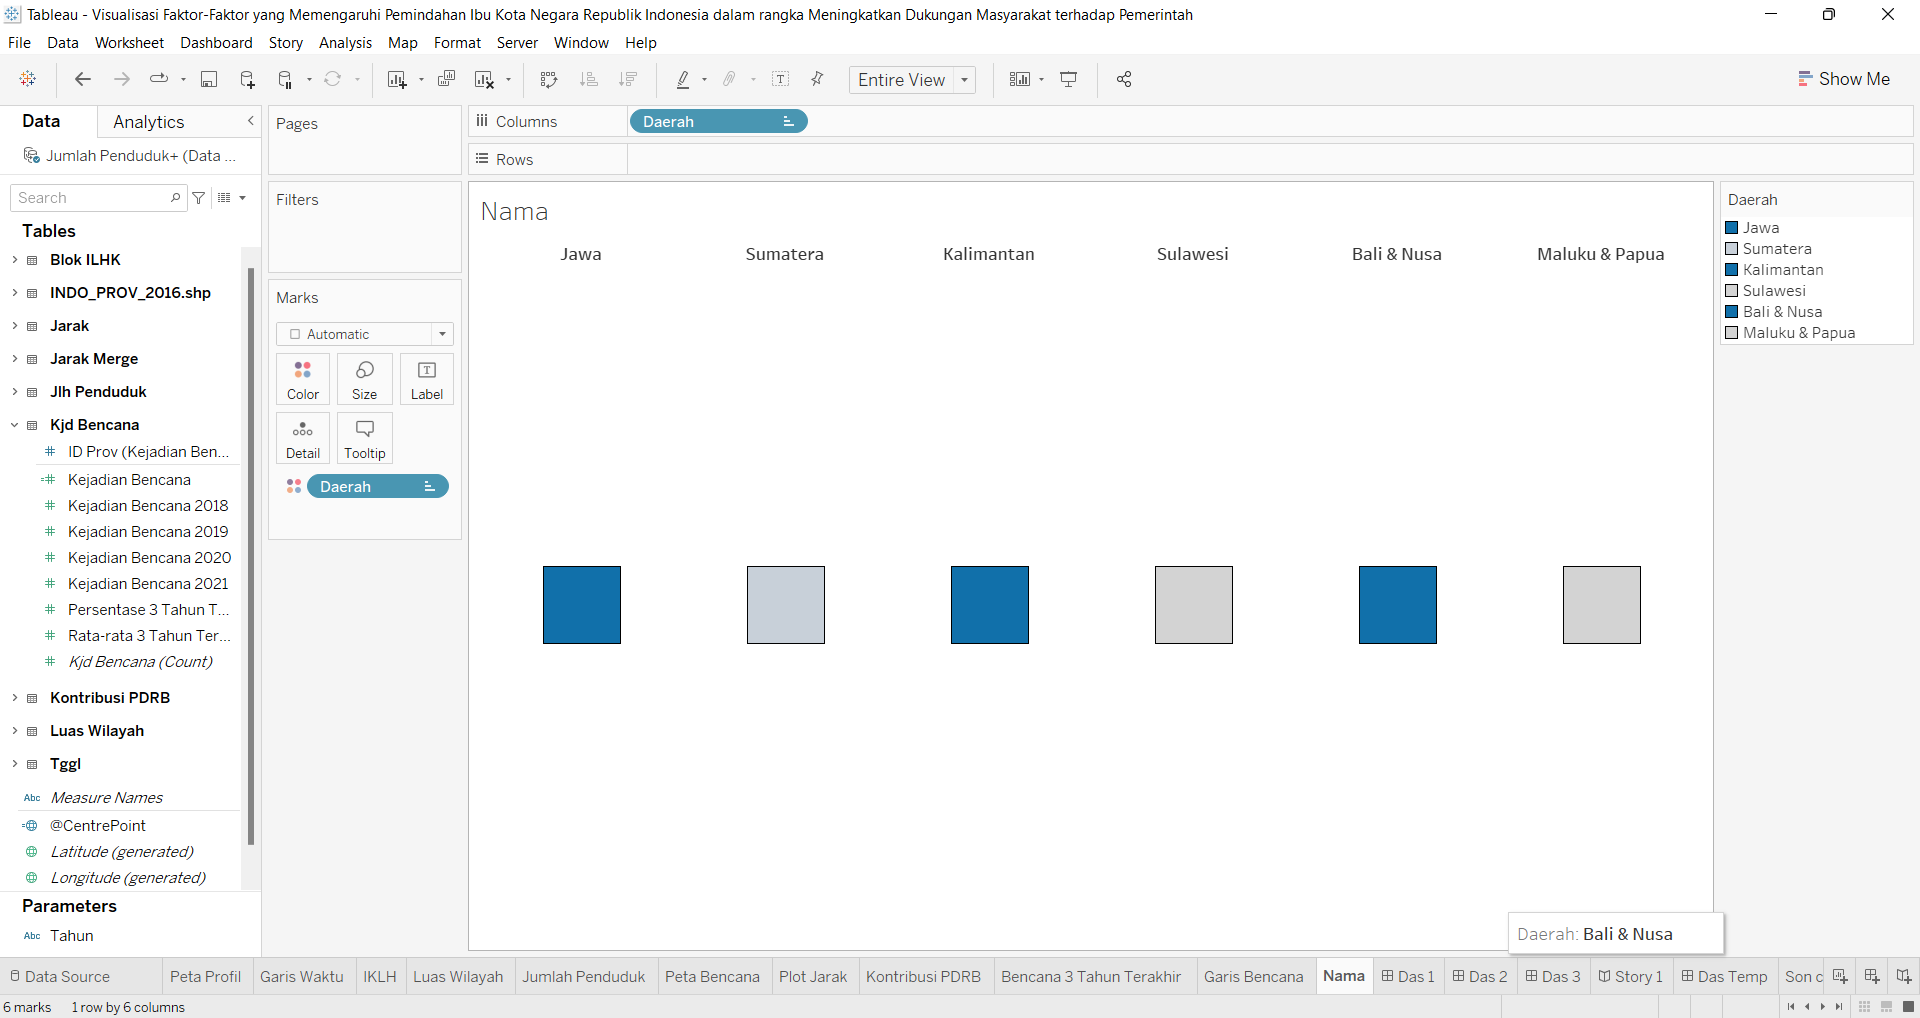 Tableau - Visualisasi Faktor-Faktor yang Memengaruhi Pemindahan Ibu Kota Negara Republik Indonesia dalam rangka Meningkatkan Dukungan Masyarakat terhadap Pemerintah
File Data Worksheet Dashboard Story Analysis Map Format Server Window Help
Entire View
Show Me
Data Analytics
Jumlah Penduduk+ (Data ...
Search
Tables
Blok ILHK
INDO_PROV_2016.shp
Jarak
Jarak Merge
Jlh Penduduk
Kjd Bencana
ID Prov (Kejadian Ben...
Kejadian Bencana
Kejadian Bencana 2018
Kejadian Bencana 2019
Kejadian Bencana 2020
Kejadian Bencana 2021
Persentase 3 Tahun T...
Rata-rata 3 Tahun Ter...
Kjd Bencana (Count)
Kontribusi PDRB
Luas Wilayah
Tggl
Abc Measure Names
@CentrePoint
Latitude (generated)
Longitude (generated)
Parameters
Abc Tahun
Pages
Filters
Marks
Automatic
Color Size Label
Detail Tooltip
Daerah
Columns Daerah
Rows
Nama
Jawa Sumatera Kalimantan Sulawesi Bali & Nusa Maluku & Papua
Daerah: Bali & Nusa
Daerah
Jawa
Sumatera
Kalimantan
Sulawesi
Bali & Nusa
Maluku & Papua
Data Source Peta Profil Garis Waktu IKLH Luas Wilayah Jumlah Penduduk Peta Bencana Plot Jarak Kontribusi PDRB Bencana 3 Tahun Terakhir Garis Bencana Nama Das 1 Das 2 Das 3 Story 1 Das Temp Son c
6 marks 1 row by 6 columns